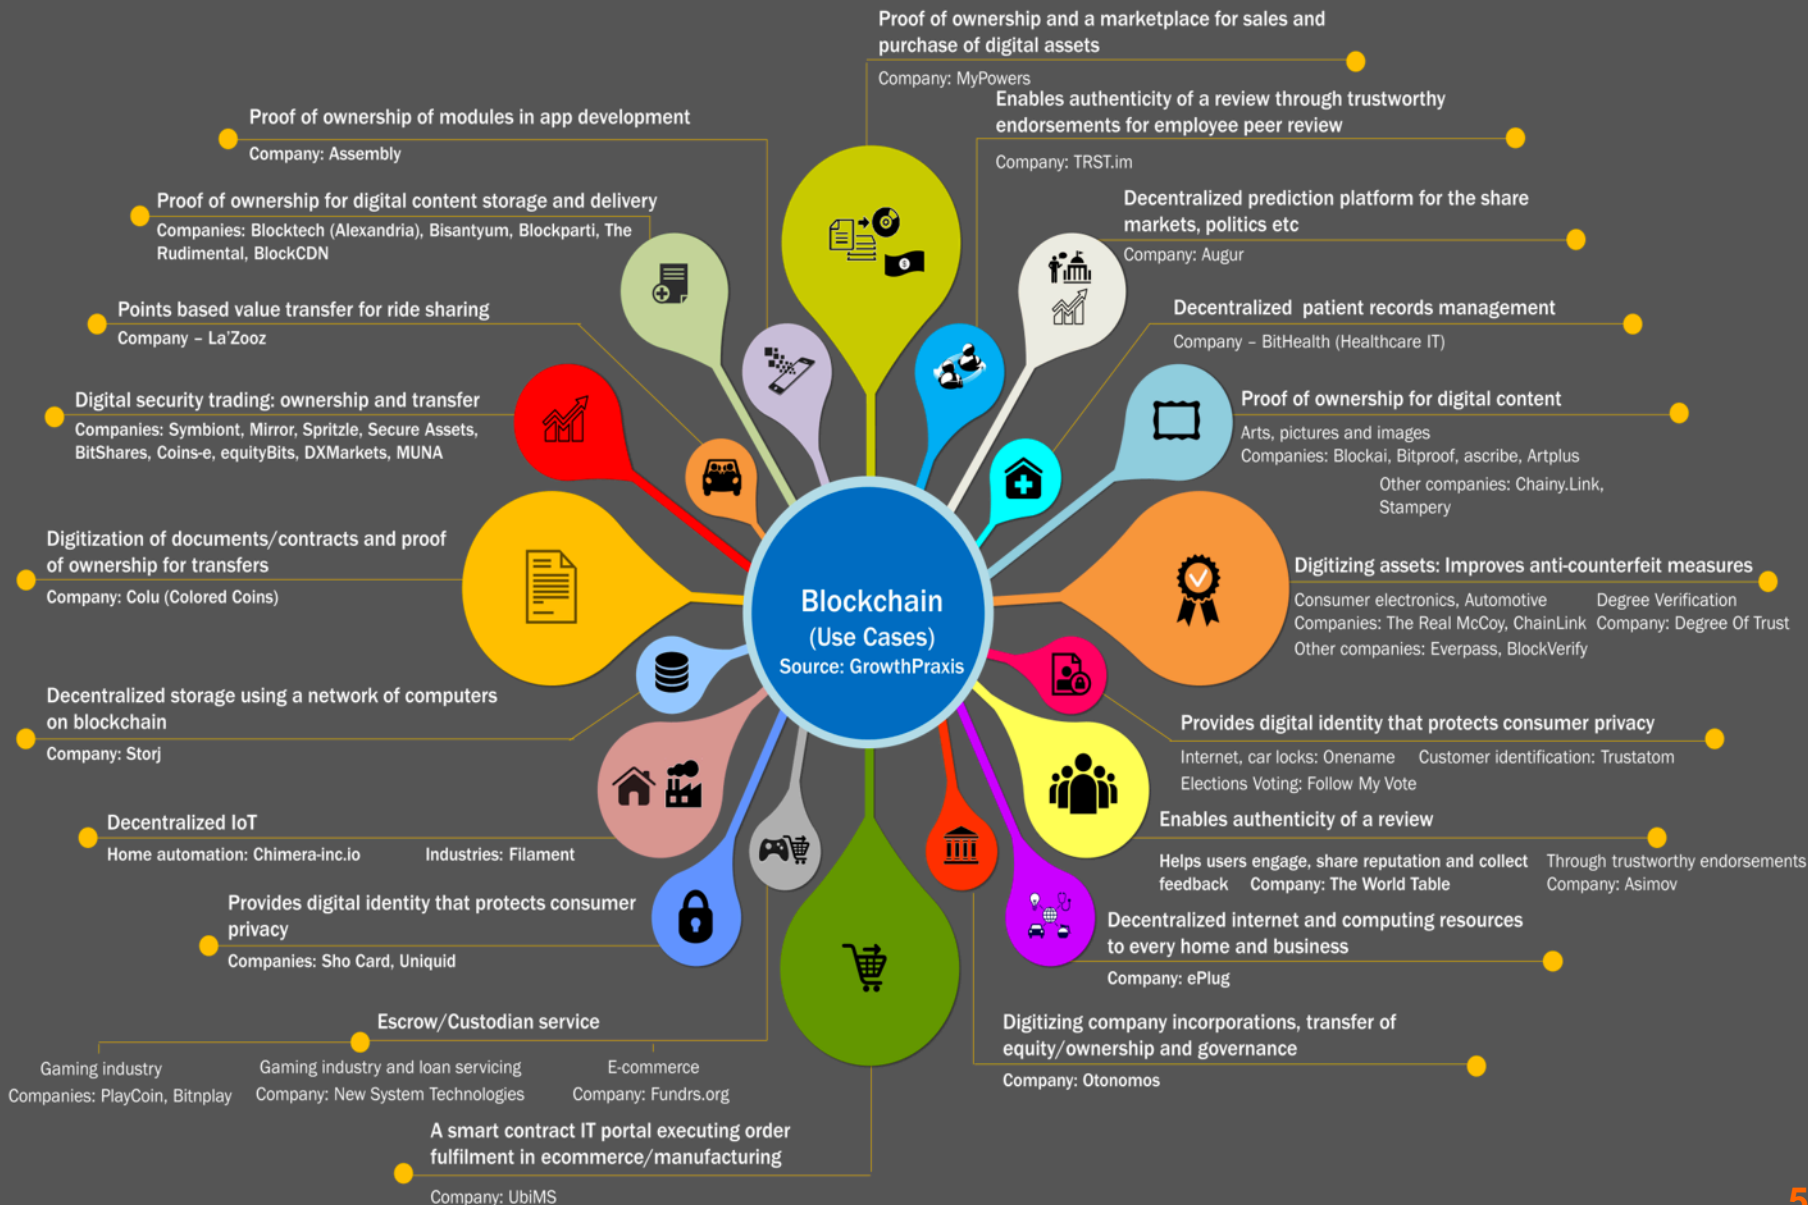 Proof of ownership and a marketplace for sales and
purchase of digital assets
Company: MyPowers
Enables authenticity of a review through trustworthy
endorsements for employee peer review
Company: TRST.im
Decentralized prediction platform for the share
markets, politics etc
Company: Augur
Decentralized patient records management
Company – BitHealth (Healthcare IT)
Proof of ownership for digital content
Arts, pictures and images
Companies: Blockai, Bitproof, ascribe, Artplus
Other companies: Chainy.Link,
Stampery
Digitizing assets: Improves anti-counterfeit measures
Consumer electronics, Automotive
Companies: The Real McCoy, ChainLink
Degree Verification
Company: Degree Of Trust
Other companies: Everpass, BlockVerify
Provides digital identity that protects consumer privacy
Internet, car locks: Onename Customer identification: Trustatom
Elections Voting: Follow My Vote
Enables authenticity of a review
Helps users engage, share reputation and collect
feedback Company: The World Table
Through trustworthy endorsements
Company: Asimov
Decentralized internet and computing resources
to every home and business
Company: ePlug
Digitizing company incorporations, transfer of
equity/ownership and governance
Company: Otonomos
Proof of ownership of modules in app development
Company: Assembly
Proof of ownership for digital content storage and delivery
Companies: Blocktech (Alexandria), Bisantyum, Blockparti, The
Rudimental, BlockCDN
Points based value transfer for ride sharing
Company – La'Zooz
Digital security trading: ownership and transfer
Companies: Symbiont, Mirror, Spritzle, Secure Assets,
BitShares, Coins-e, equityBits, DXMarkets, MUNA
Digitization of documents/contracts and proof
of ownership for transfers
Company: Colu (Colored Coins)
Blockchain
(Use Cases)
Source: GrowthPraxis
Decentralized storage using a network of computers
on blockchain
Company: Storj
Decentralized IoT
Home automation: Chimera-inc.io Industries: Filament
Provides digital identity that protects consumer
privacy
Companies: Sho Card, Uniquid
Escrow/Custodian service
Gaming industry
Companies: PlayCoin, Bitnplay
Gaming industry and loan servicing
Company: New System Technologies
E-commerce
Company: Fundrs.org
A smart contract IT portal executing order
fulfilment in ecommerce/manufacturing
Company: UbiMS
5